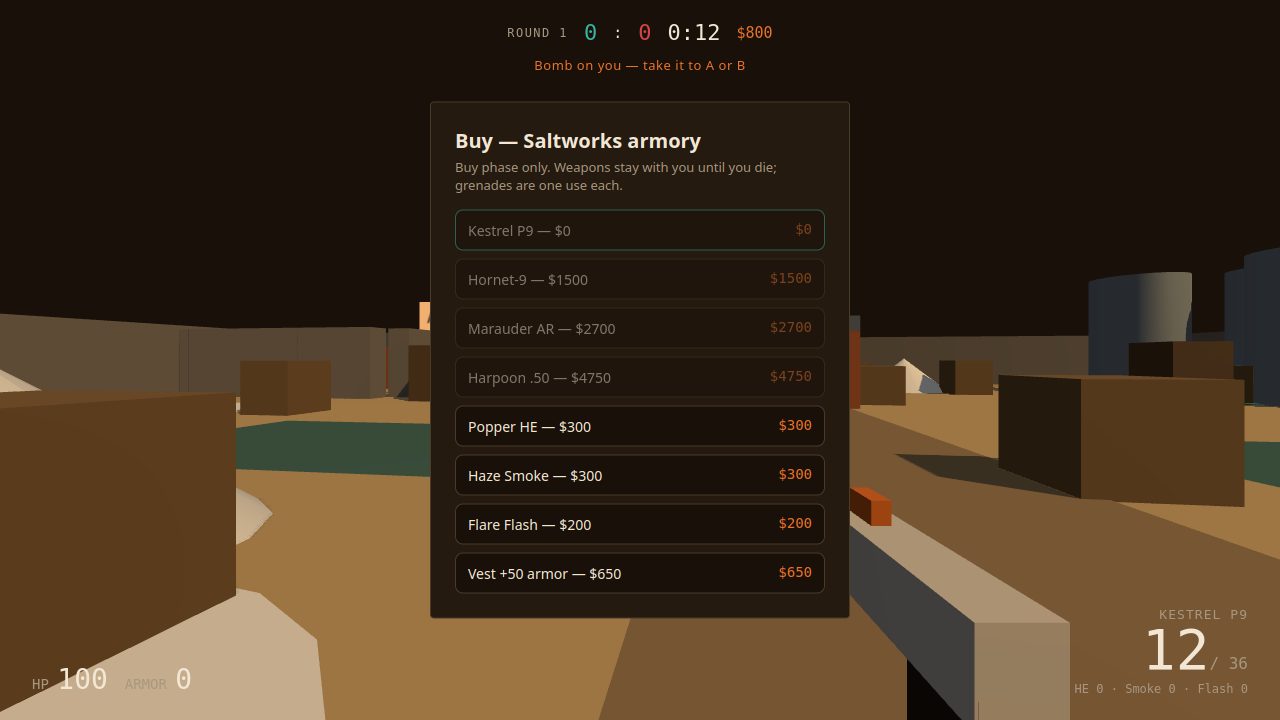 ROUND 1 0 : 0 0:12 $800
Bomb on you — take it to A or B
Buy — Saltworks armory
Buy phase only. Weapons stay with you until you die;
grenades are one use each.
Kestrel P9 — $0 $0
Hornet-9 — $1500 $1500
Marauder AR — $2700 $2700
Harpoon .50 — $4750 $4750
Popper HE — $300 $300
Haze Smoke — $300 $300
Flare Flash — $200 $200
Vest +50 armor — $650 $650
KESTREL P9
12 / 36
HP 100 ARMOR 0
HE 0 · Smoke 0 · Flash 0